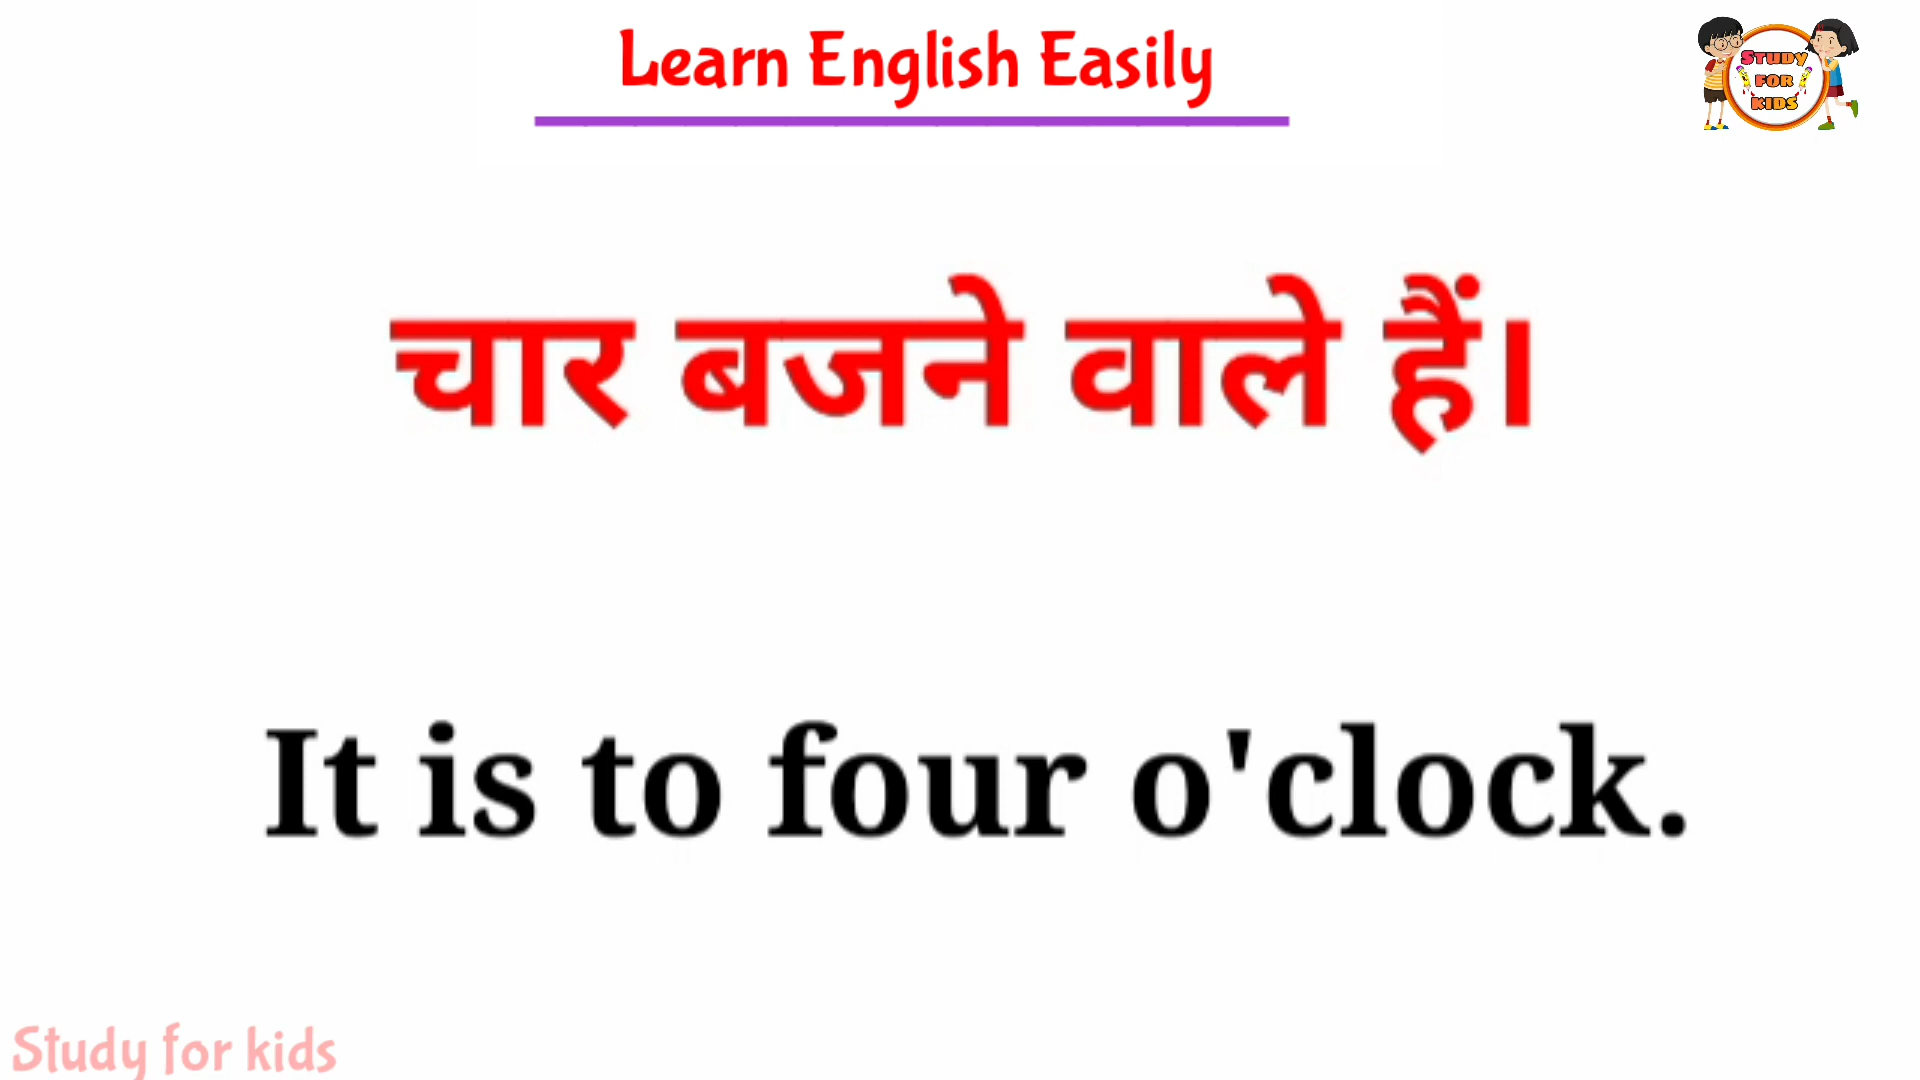 Learn English Easily
STUDY
FOR
KIDS
चार बजने वाले हैं।
It is to four o'clock.
Study for kids